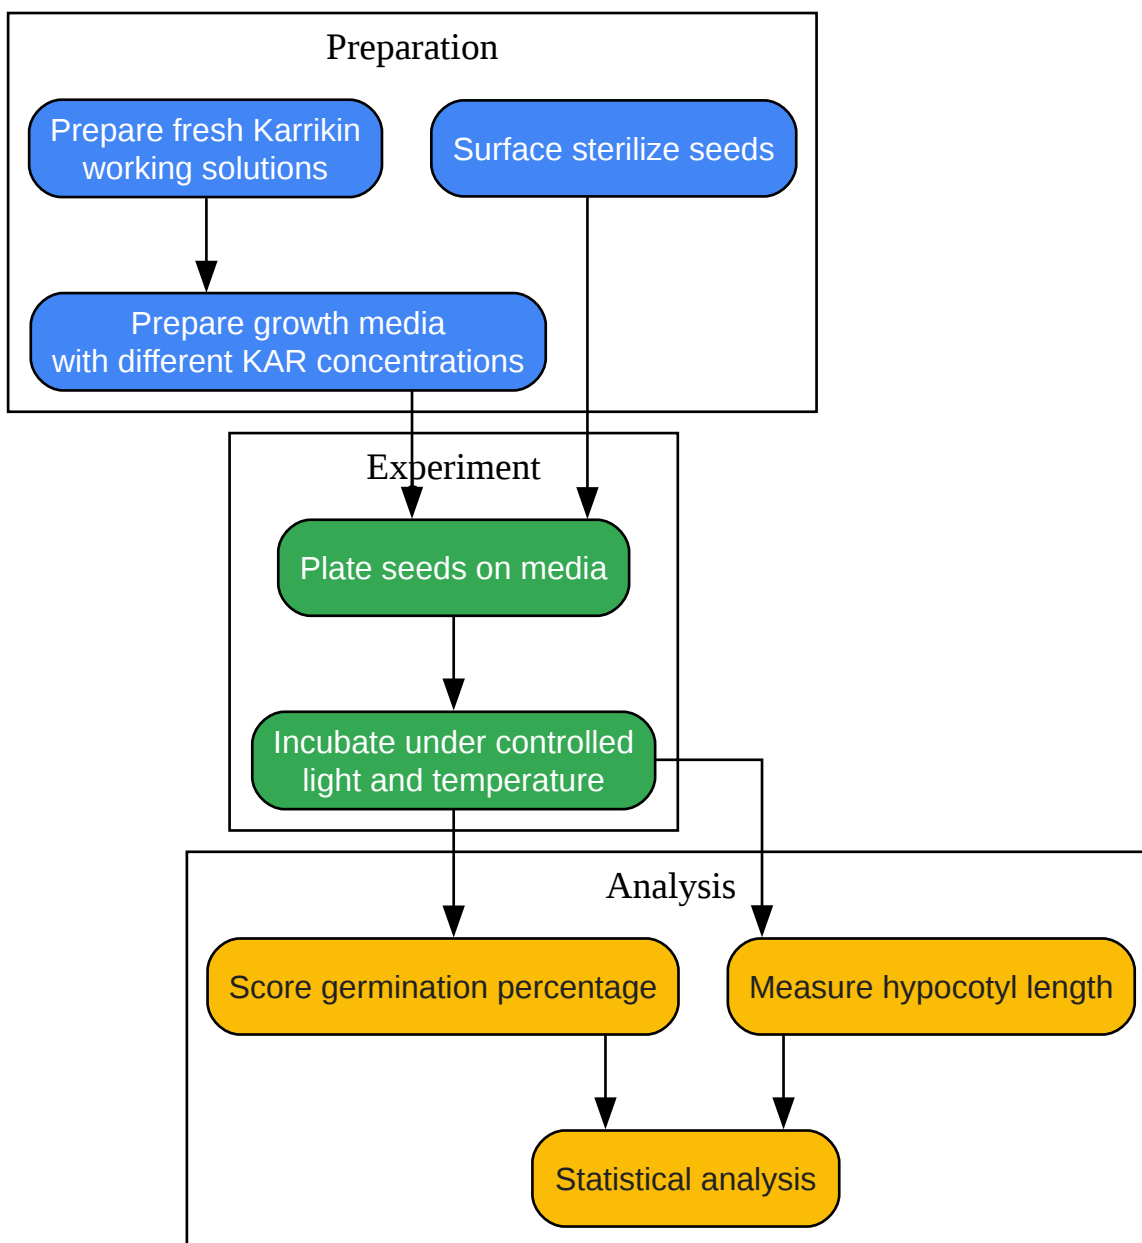 Preparation
Prepare fresh Karrikin
working solutions
Surface sterilize seeds
Prepare growth media
with different KAR concentrations
Experiment
Plate seeds on media
Incubate under controlled
light and temperature
Analysis
Score germination percentage
Measure hypocotyl length
Statistical analysis